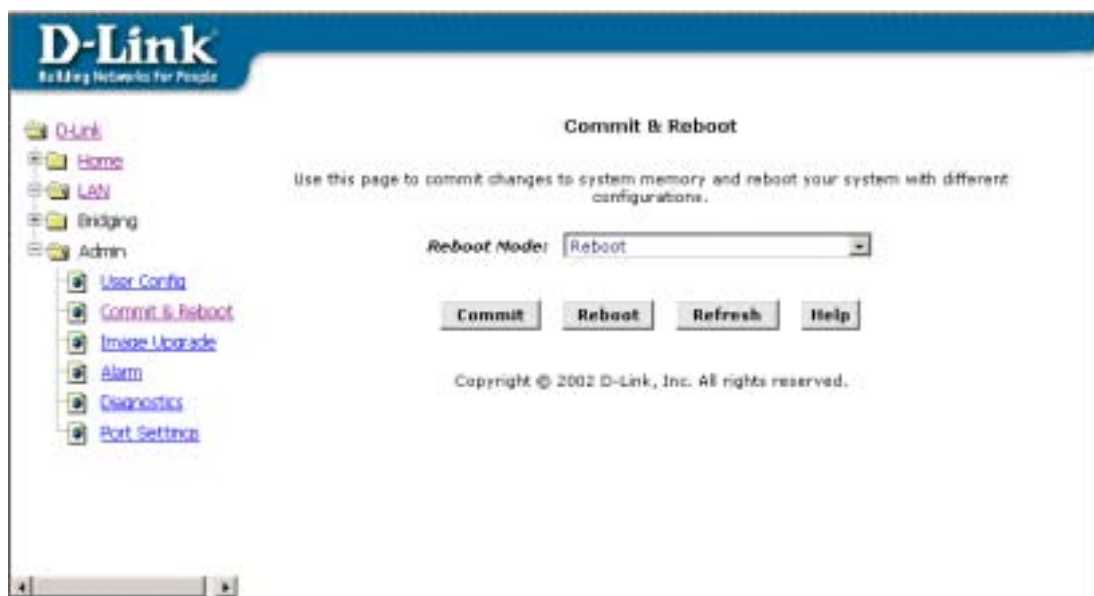 D-Link
Building Networks for People
D-Link
Home
LAN
Bridging
Admin
User Config
Commit & Reboot
Image Upgrade
Alarm
Diagnostics
Port Settings
Commit & Reboot
Use this page to commit changes to system memory and reboot your system with different
configurations.
Reboot Mode: Reboot
Commit Reboot Refresh Help
Copyright © 2002 D-Link, Inc. All rights reserved.